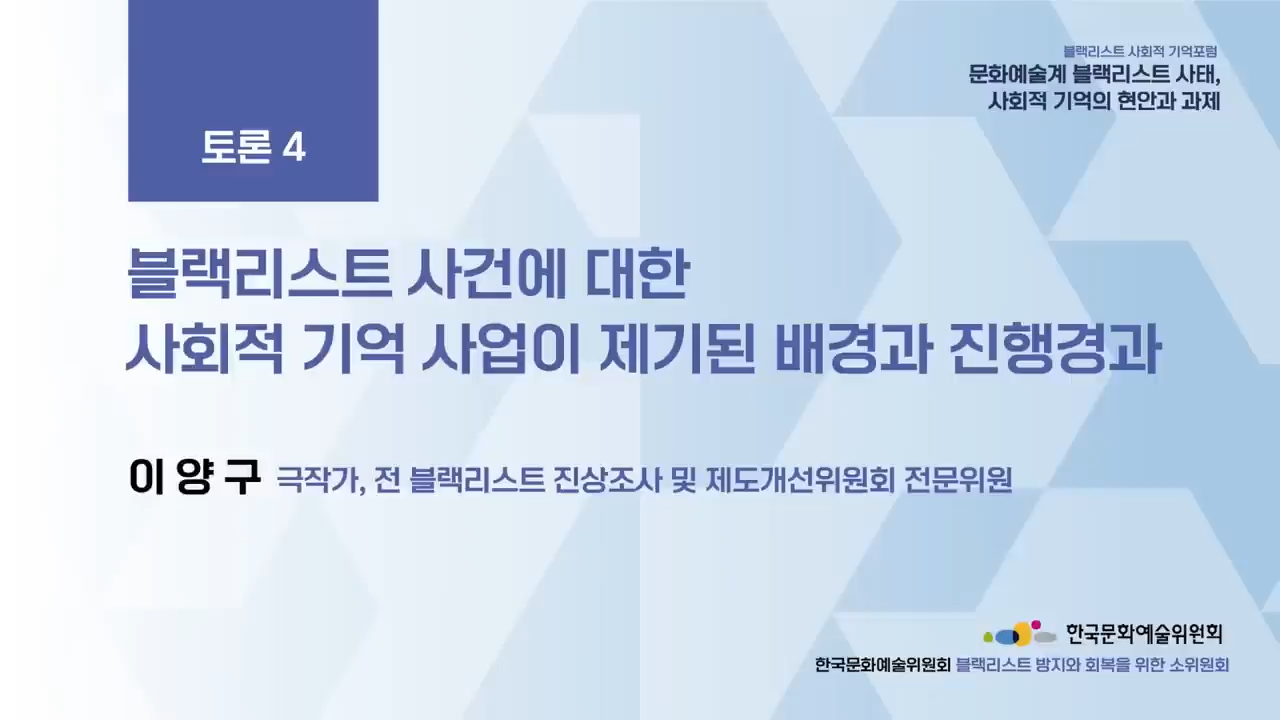 블랙리스트 사회적 기억포럼
문화예술계 블랙리스트 사태,
사회적 기억의 현안과 과제
토론 4
블랙리스트 사건에 대한
사회적 기억 사업이 제기된 배경과 진행경과
이 양 구 극작가, 전 블랙리스트 진상조사 및 제도개선위원회 전문위원
한국문화예술위원회
한국문화예술위원회 블랙리스트 방지와 회복을 위한 소위원회